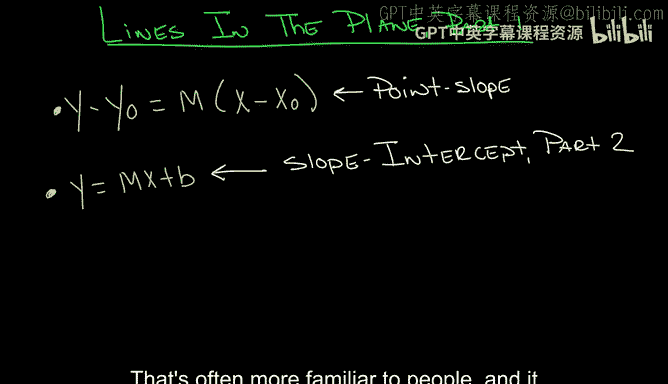 GPT中英字幕课程资源@bilibili.com
GPT中英字幕课程资源 bilibili
LINES IN THE PLANE PART 1
• Y - Y0 = M (X - X0) ← POINT-SLOPE
• Y = MX + b ← SLOPE-INTERCEPT, PART 2
That's often more familiar to people, and it